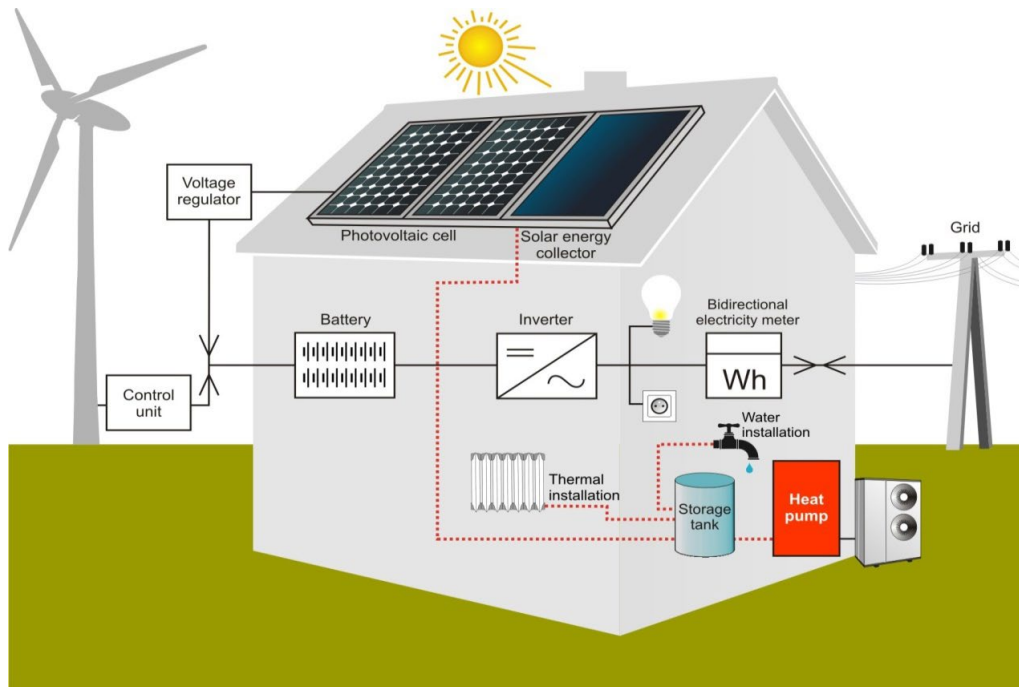 Voltage
regulator
Photovoltaic cell
Solar energy
collector
Grid
Battery
Inverter
Bidirectional
electricity meter
Wh
Control
unit
Water
installation
Thermal
installation
Storage
tank
Heat
pump